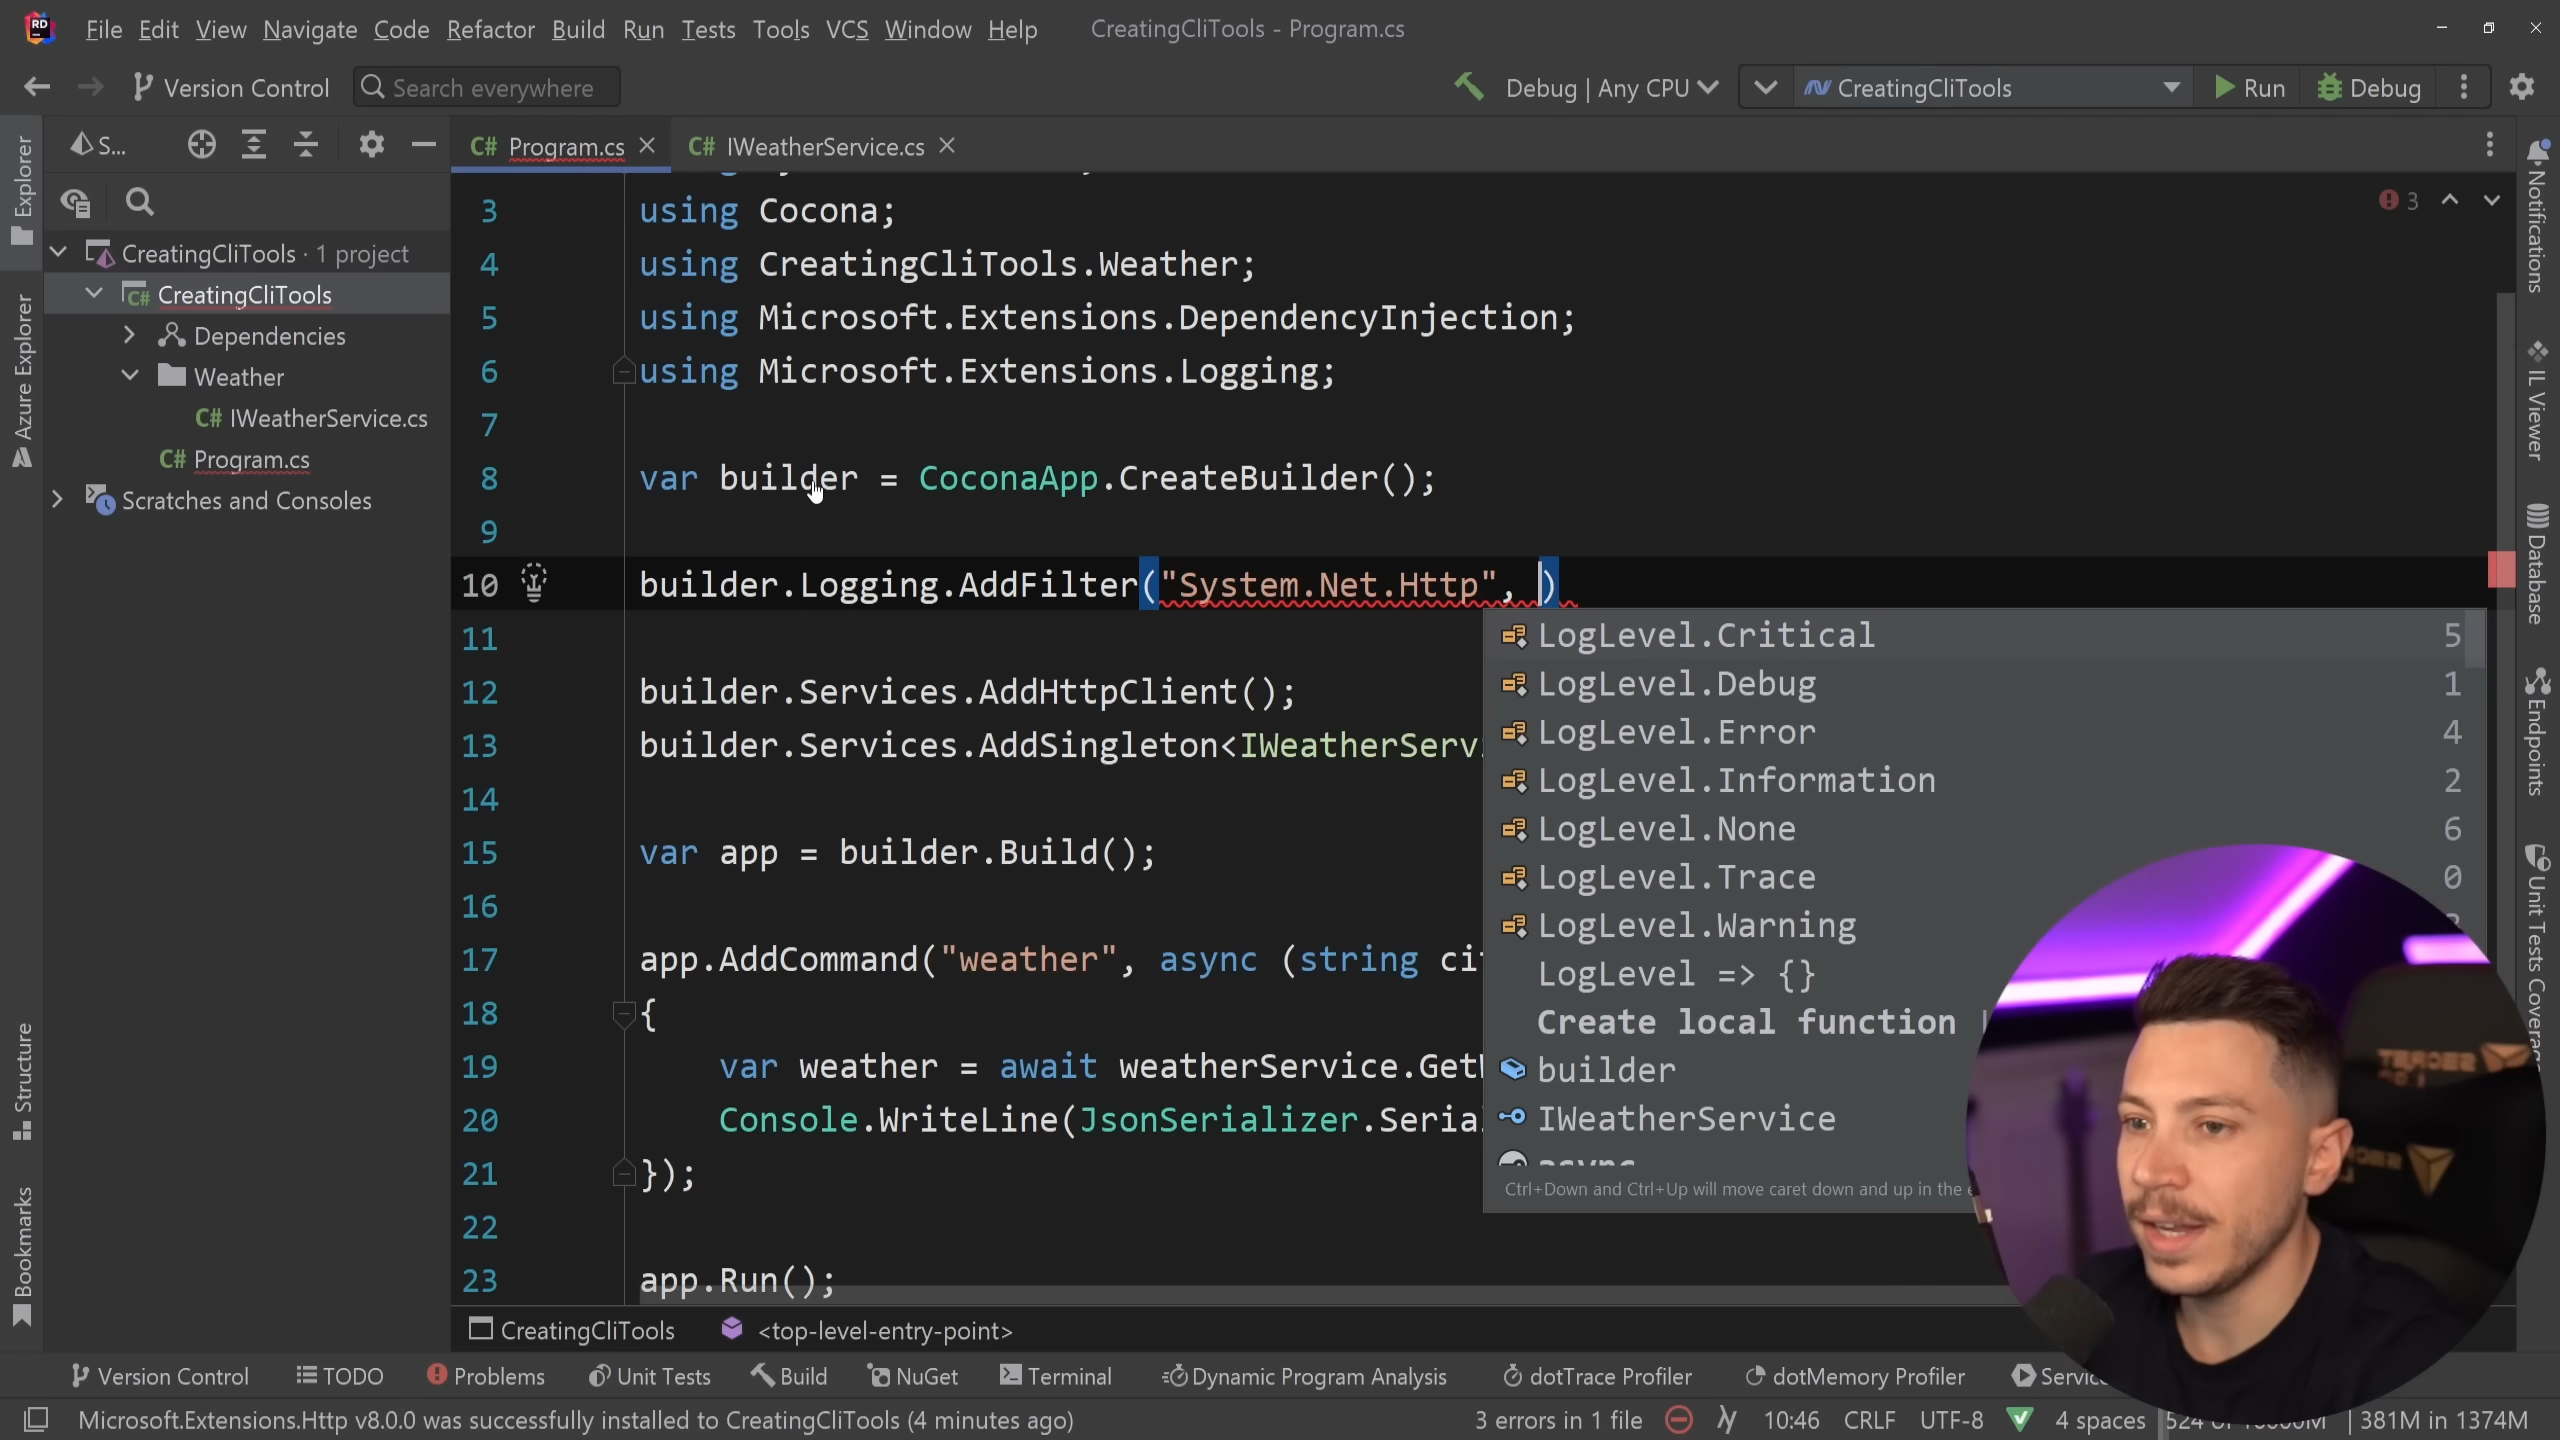 RD File Edit View Navigate Code Refactor Build Run Tests Tools VCS Window Help CreatingCliTools - Program.cs
Version Control Search everywhere Debug | Any CPU CreatingCliTools Run Debug
S... C# Program.cs C# IWeatherService.cs
Explorer
Azure Explorer
Structure
Bookmarks
CreatingCliTools · 1 project
C# CreatingCliTools
Dependencies
Weather
C# IWeatherService.cs
C# Program.cs
Scratches and Consoles
3
3 using Cocona;
4 using CreatingCliTools.Weather;
5 using Microsoft.Extensions.DependencyInjection;
6 using Microsoft.Extensions.Logging;
7
8 var builder = CoconaApp.CreateBuilder();
9
10 builder.Logging.AddFilter("System.Net.Http", )
11
12 builder.Services.AddHttpClient();
13 builder.Services.AddSingleton<IWeatherServi
14
15 var app = builder.Build();
16
17 app.AddCommand("weather", async (string cit
18 {
19 var weather = await weatherService.GetW
20 Console.WriteLine(JsonSerializer.Serial
21 });
22
23 app.Run();
LogLevel.Critical 5
LogLevel.Debug 1
LogLevel.Error 4
LogLevel.Information 2
LogLevel.None 6
LogLevel.Trace 0
LogLevel.Warning
LogLevel => {}
Create local function
builder
IWeatherService
async
Ctrl+Down and Ctrl+Up will move caret down and up in the
Notifications
IL Viewer
Database
Endpoints
Unit Tests Coverage
CreatingCliTools <top-level-entry-point>
Version Control TODO Problems Unit Tests Build NuGet Terminal Dynamic Program Analysis dotTrace Profiler dotMemory Profiler Servic
Microsoft.Extensions.Http v8.0.0 was successfully installed to CreatingCliTools (4 minutes ago) 3 errors in 1 file 10:46 CRLF UTF-8 4 spaces 381M in 1374M